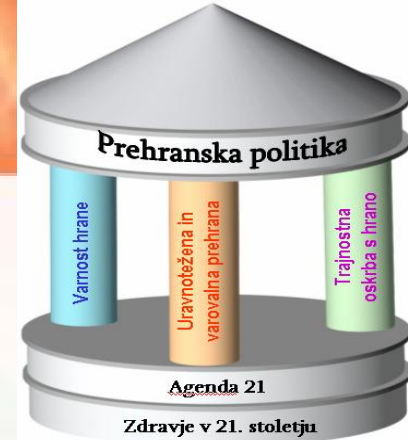 Prehranska politika
Varnost hrane
Uravnotežena in
varovalna prehrana
Trajnostna
oskrba s hrano
Agenda 21
Zdravje v 21. stoletju